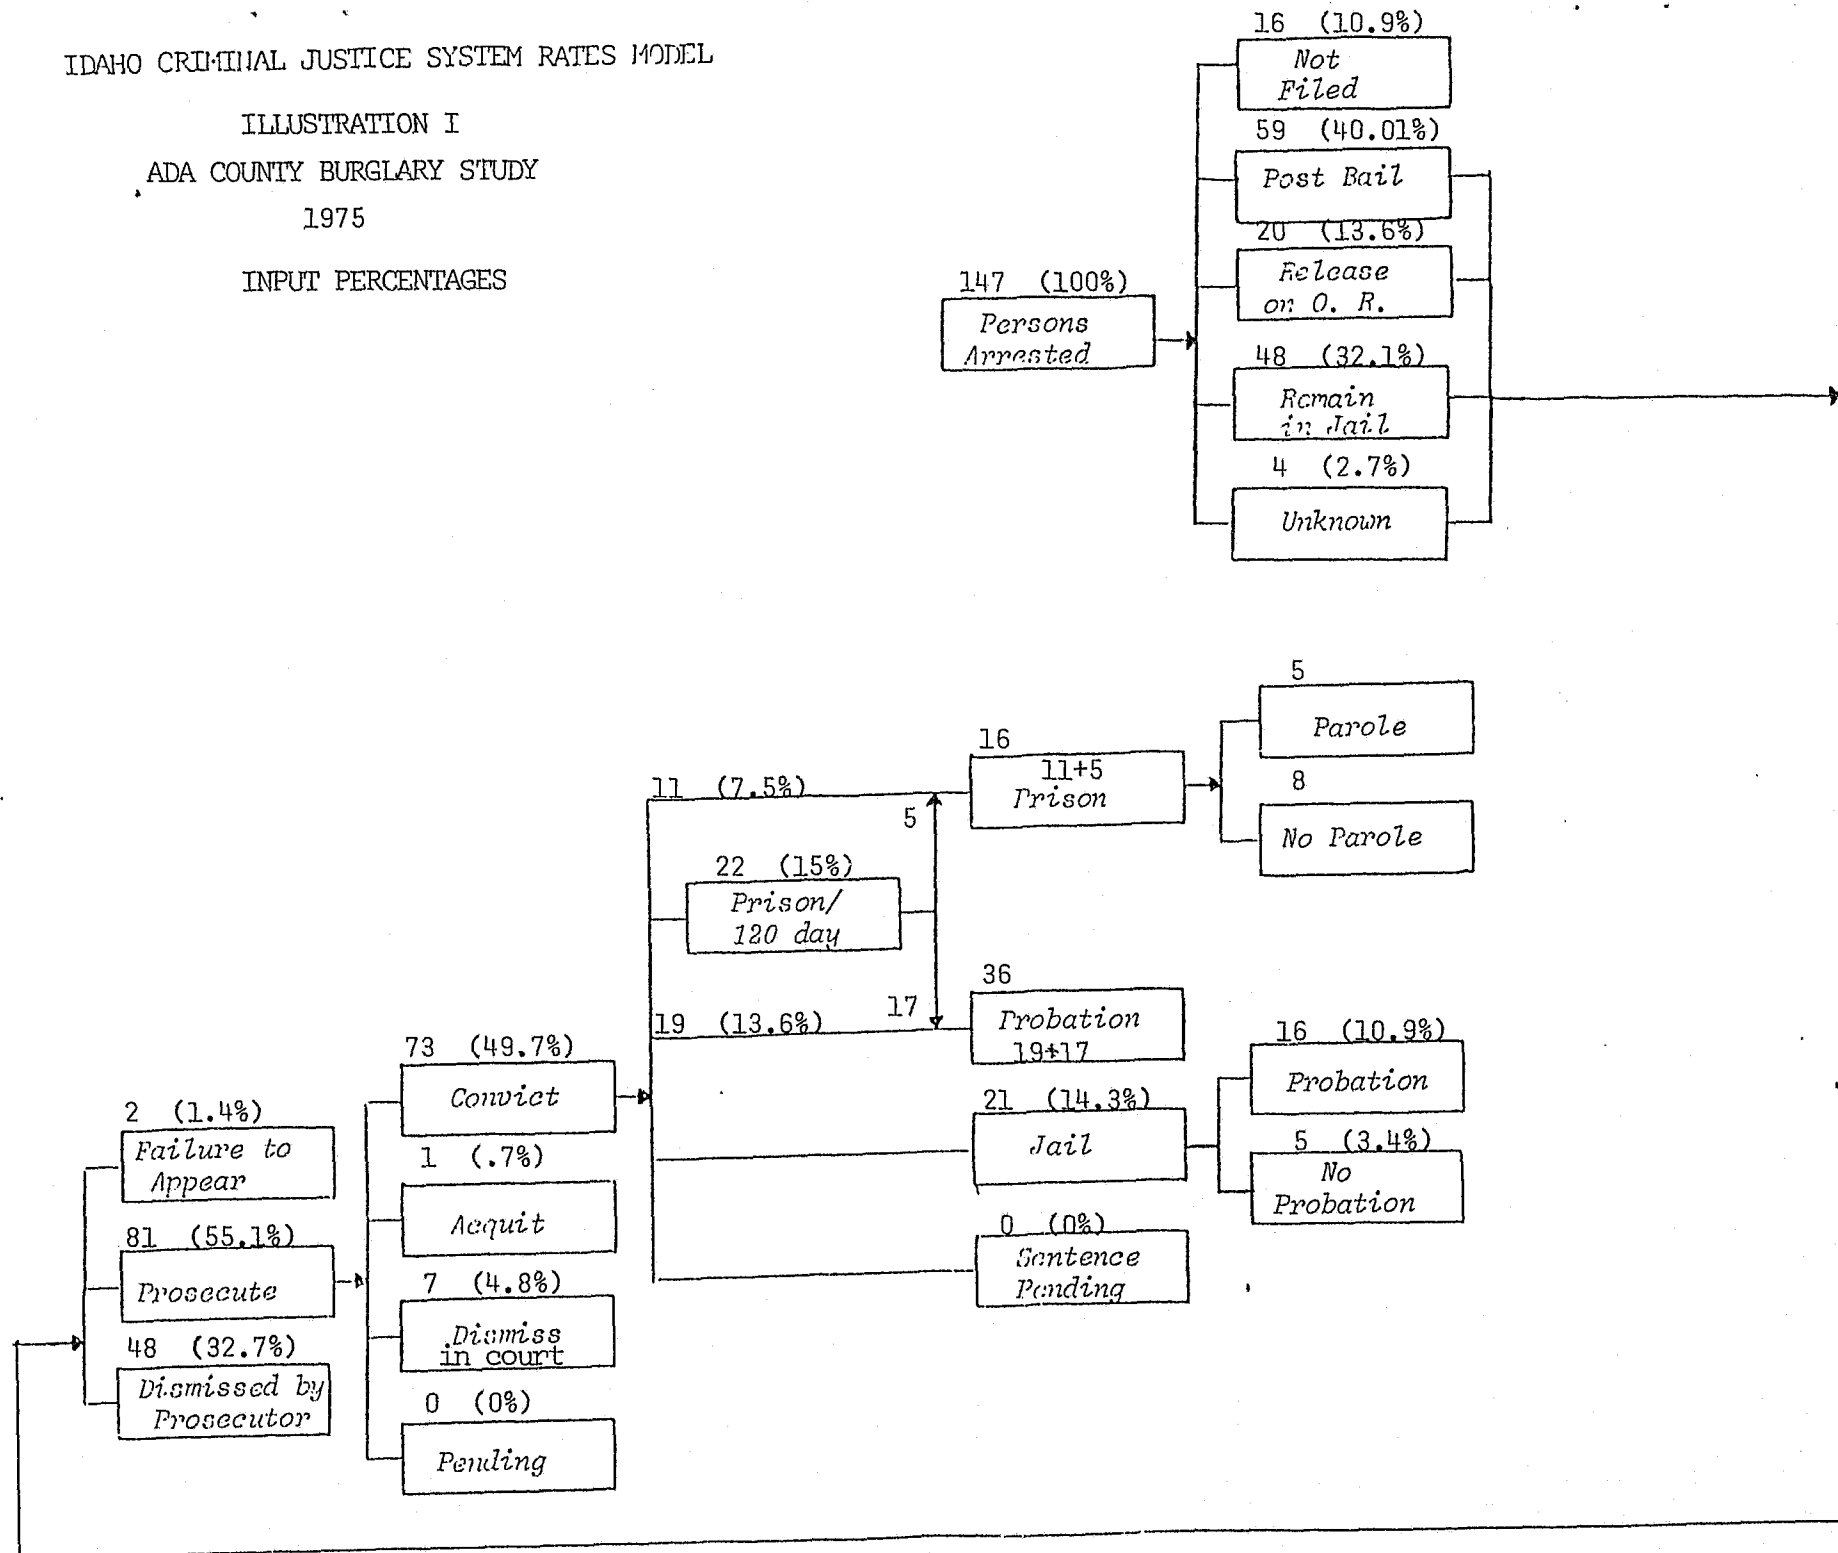 IDAHO CRIMINAL JUSTICE SYSTEM RATES MODEL
ILLUSTRATION I
ADA COUNTY BURGLARY STUDY
1975
INPUT PERCENTAGES
147 (100%)
Persons
Arrested
16 (10.9%)
Not
Filed
59 (40.01%)
Post Bail
20 (13.6%)
Release
on O. R.
48 (32.1%)
Remain
in Jail
4 (2.7%)
Unknown
2 (1.4%)
Failure to
Appear
81 (55.1%)
Prosecute
48 (32.7%)
Dismissed by
Prosecutor
73 (49.7%)
Convict
1 (.7%)
Acquit
7 (4.8%)
Dismiss
in court
0 (0%)
Pending
11 (7.5%)
5
22 (15%)
Prison/
120 day
17
19 (13.6%)
16
11+5
Prison
36
Probation
19+17
21 (14.3%)
Jail
0 (0%)
Sentence
Pending
5
Parole
8
No Parole
16 (10.9%)
Probation
5 (3.4%)
No
Probation